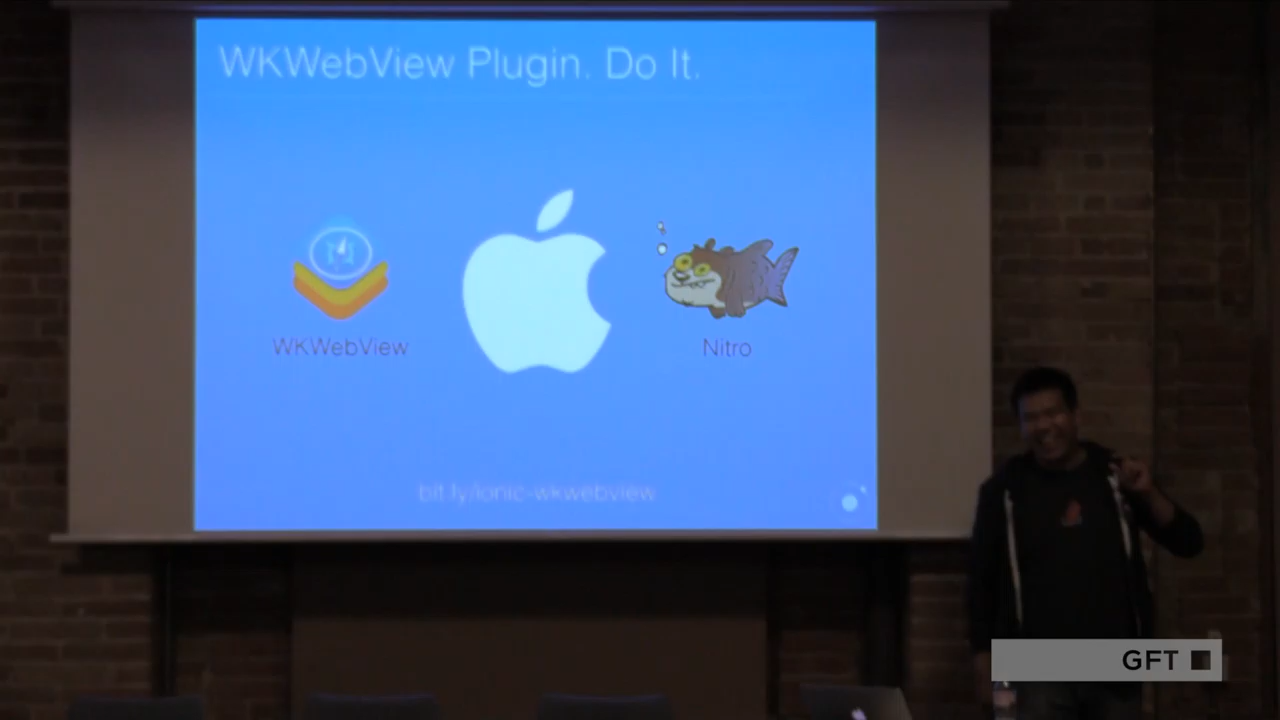 WKWebView Plugin. Do It.
WKWebView
Nitro
bit.ly/ionic-wkwebview
GFT